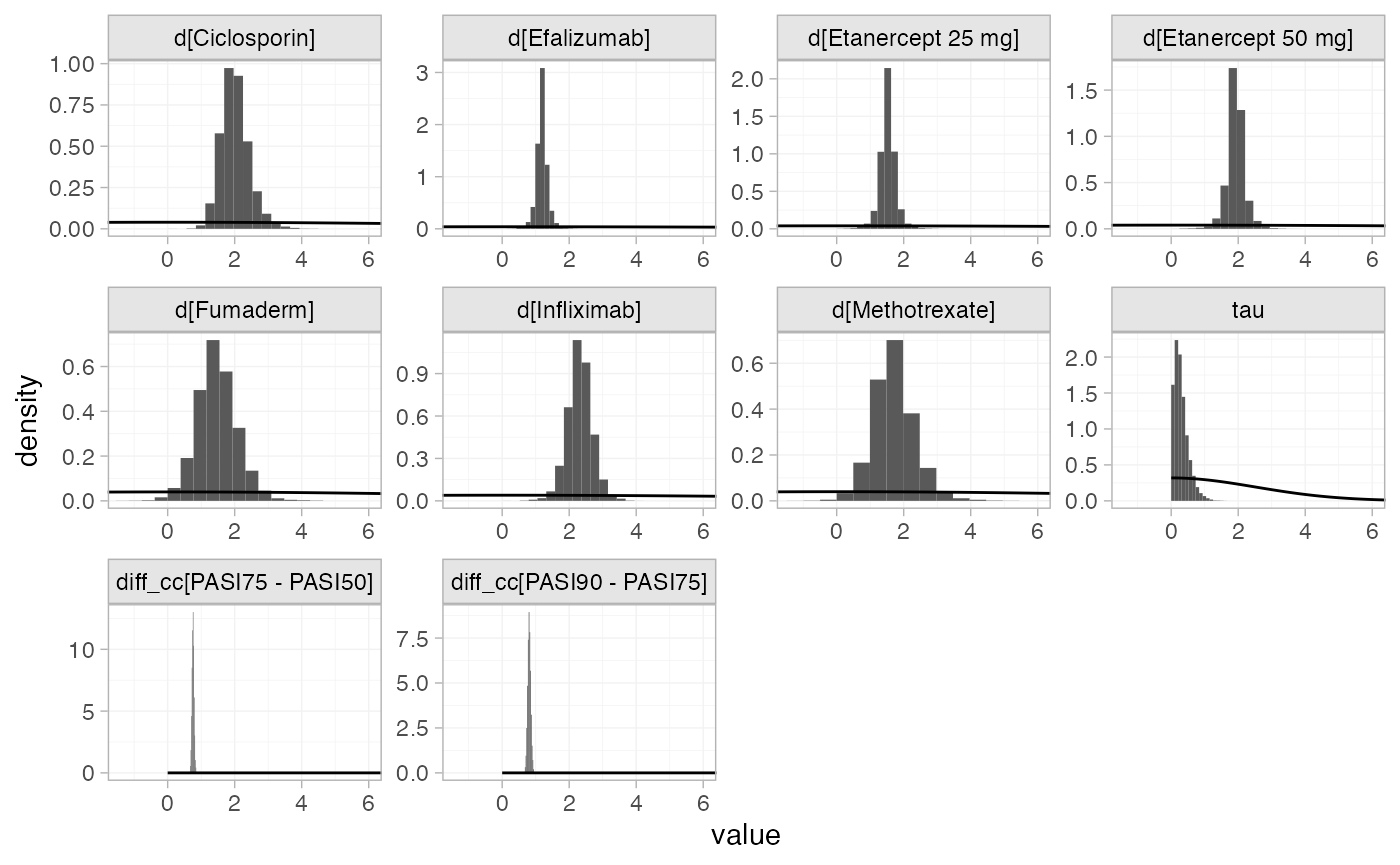 d[Ciclosporin] d[Efalizumab] d[Etanercept 25 mg] d[Etanercept 50 mg]
1.00 0.75 0.50 0.25 0.00
3 2 1 0
2.0 1.5 1.0 0.5 0.0
1.5 1.0 0.5 0.0
0 2 4 6 0 2 4 6 0 2 4 6 0 2 4 6
d[Fumaderm] d[Infliximab] d[Methotrexate] tau
0.6 0.4 0.2 0.0
0.9 0.6 0.3 0.0
0.6 0.4 0.2 0.0
2.0 1.5 1.0 0.5 0.0
0 2 4 6 0 2 4 6 0 2 4 6 0 2 4 6
density
diff_cc[PASI75 - PASI50] diff_cc[PASI90 - PASI75]
10 5 0
7.5 5.0 2.5 0.0
0 2 4 6 0 2 4 6
value